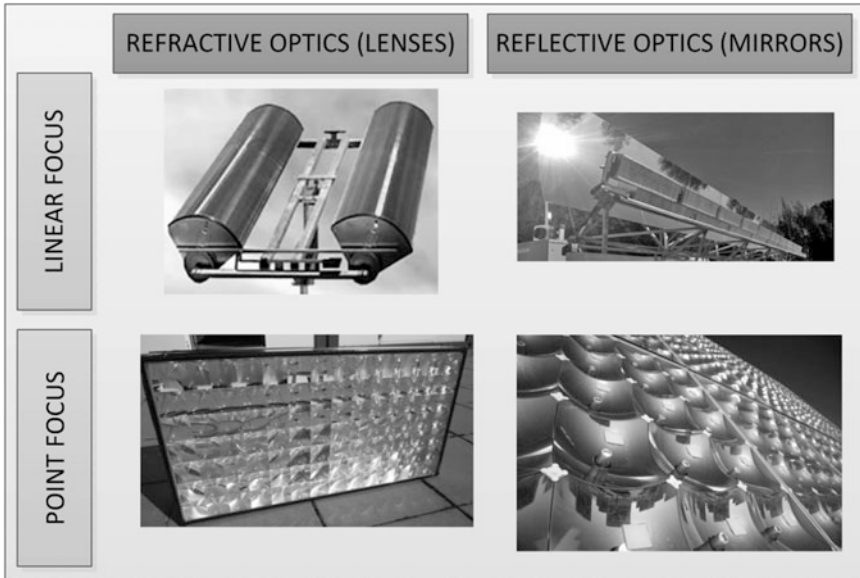 REFRACTIVE OPTICS (LENSES)
REFLECTIVE OPTICS (MIRRORS)
LINEAR FOCUS
POINT FOCUS